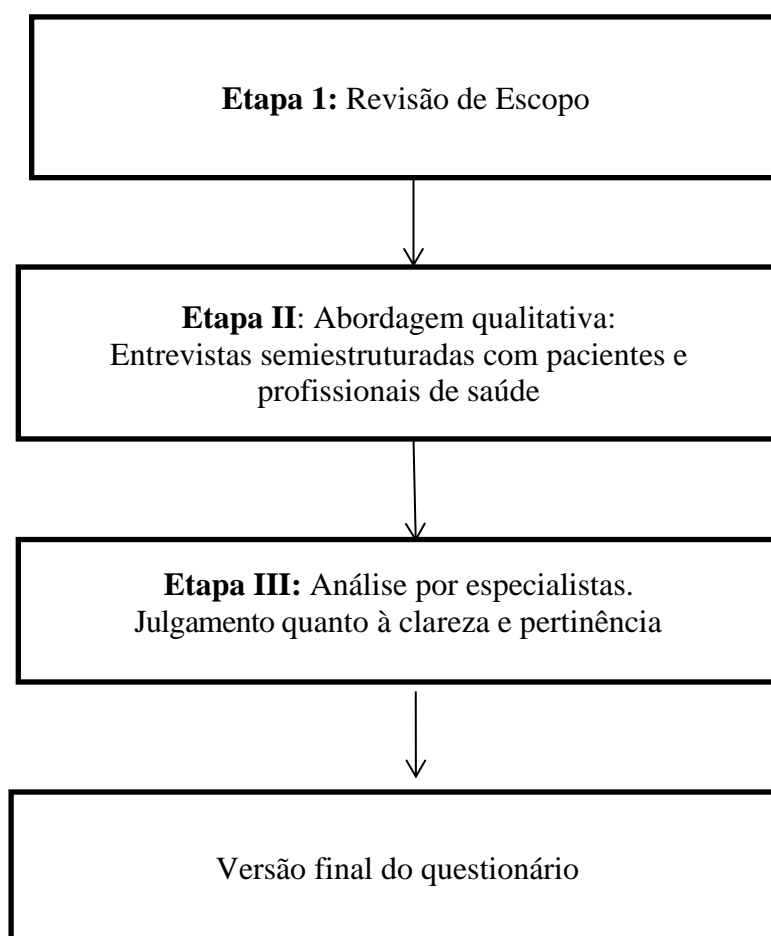 Etapa 1: Revisão de Escopo
Etapa II: Abordagem qualitativa:
Entrevistas semiestruturadas com pacientes e
profissionais de saúde
Etapa III: Análise por especialistas.
Julgamento quanto à clareza e pertinência
Versão final do questionário